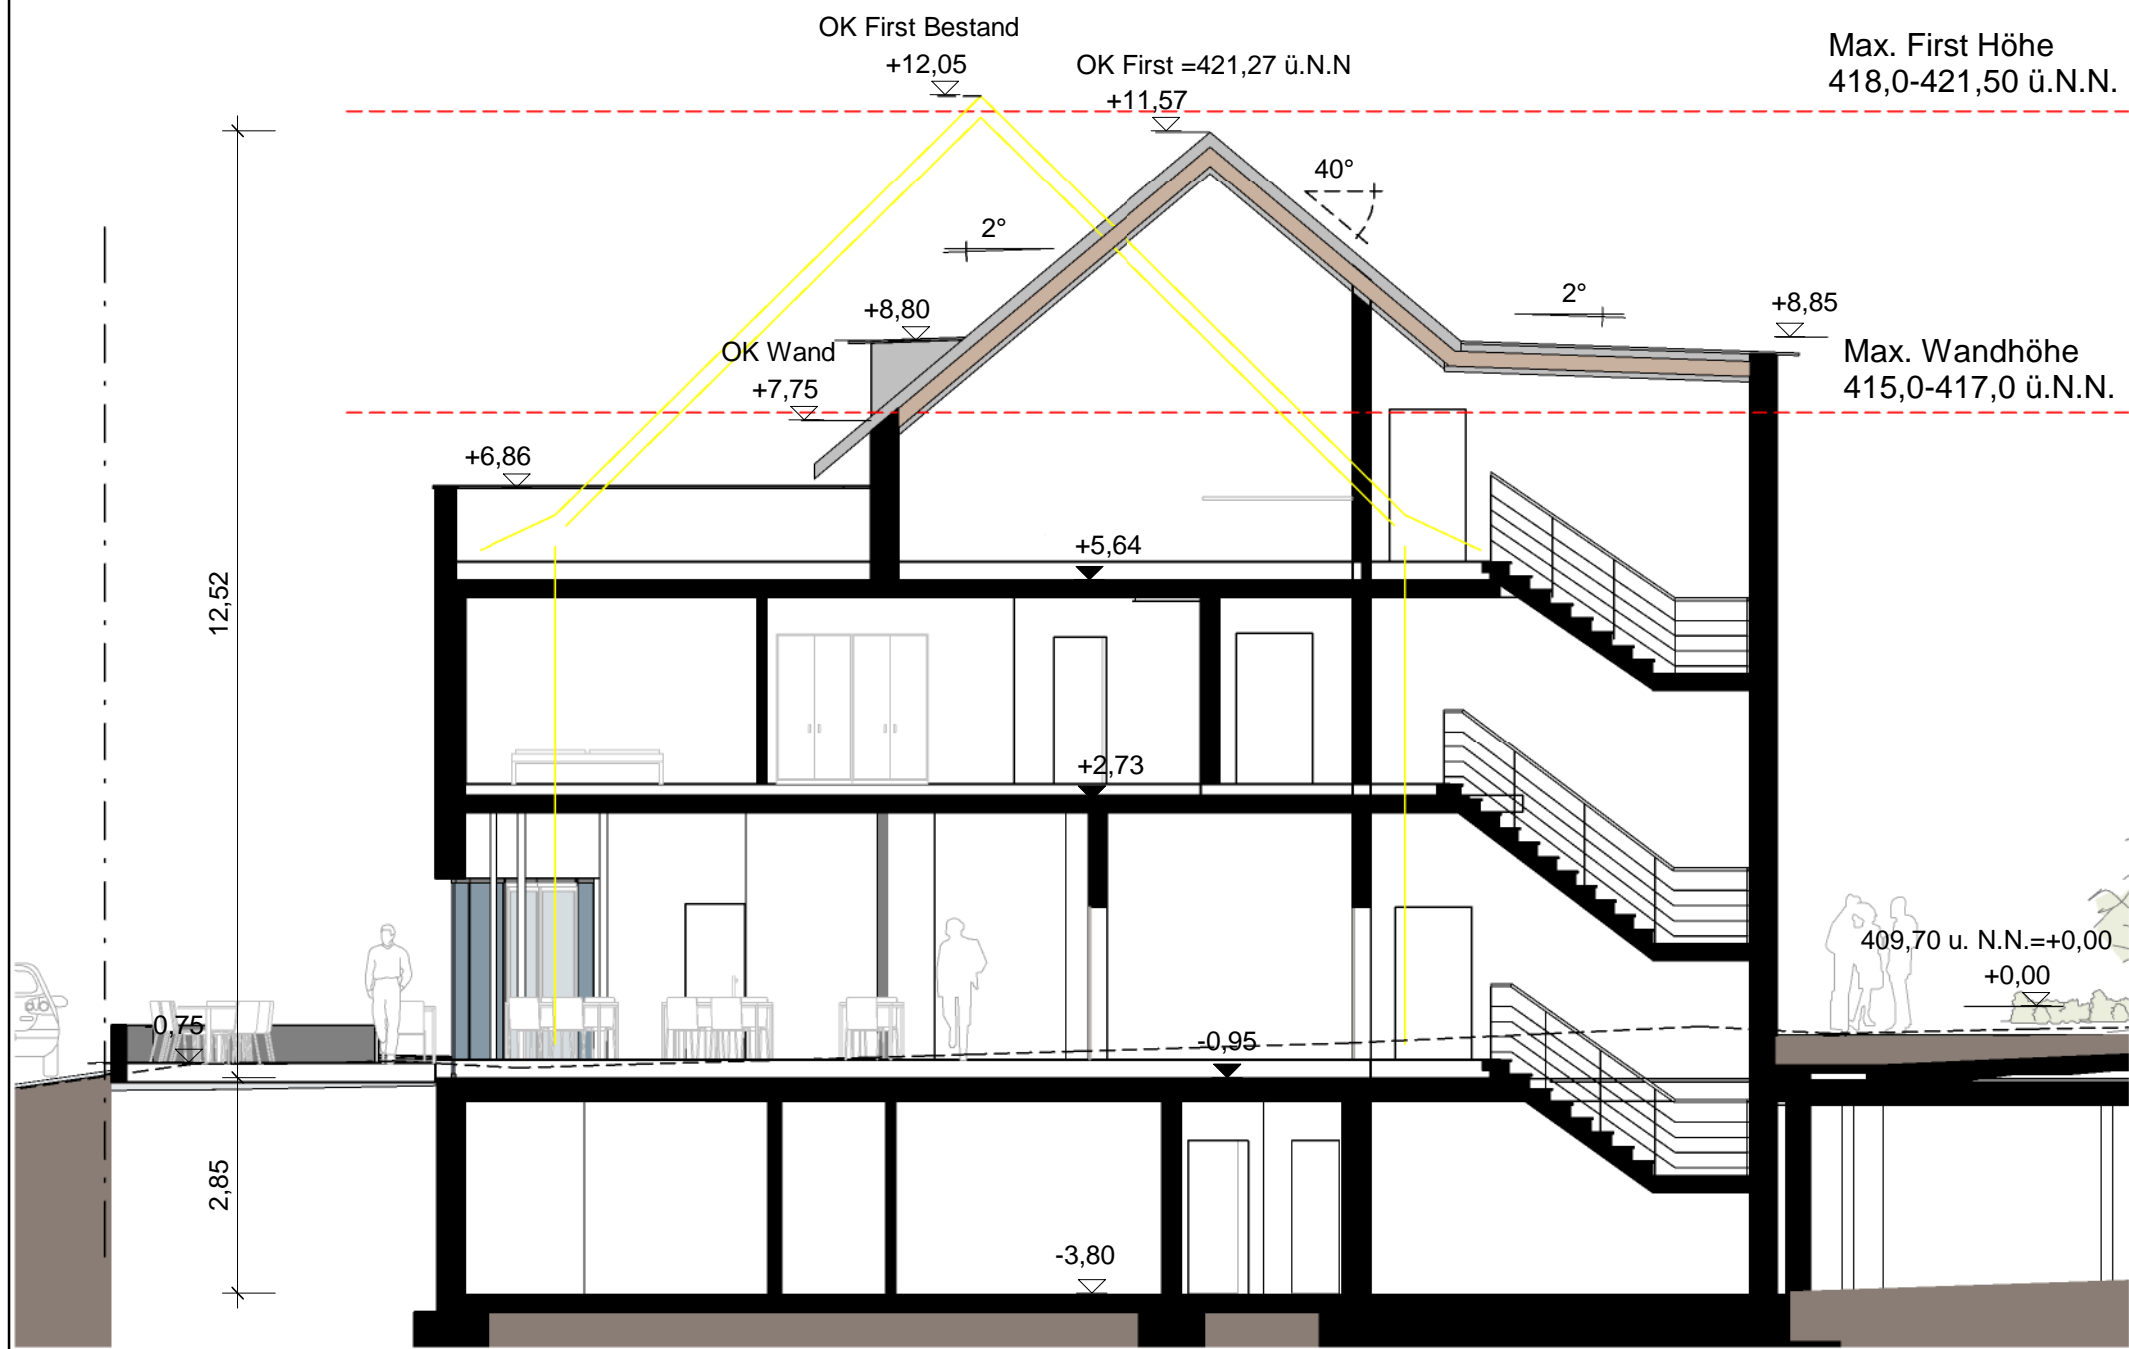 OK First Bestand
+12,05
OK First =421,27 ü.N.N
+11,57
Max. First Höhe
418,0-421,50 ü.N.N.
40°
2°
2°
+8,80
+8,85
OK Wand
+7,75
Max. Wandhöhe
415,0-417,0 ü.N.N.
+6,86
+5,64
12,52
+2,73
409,70 u. N.N.=+0,00
+0,00
-0,75
-0,95
2,85
-3,80